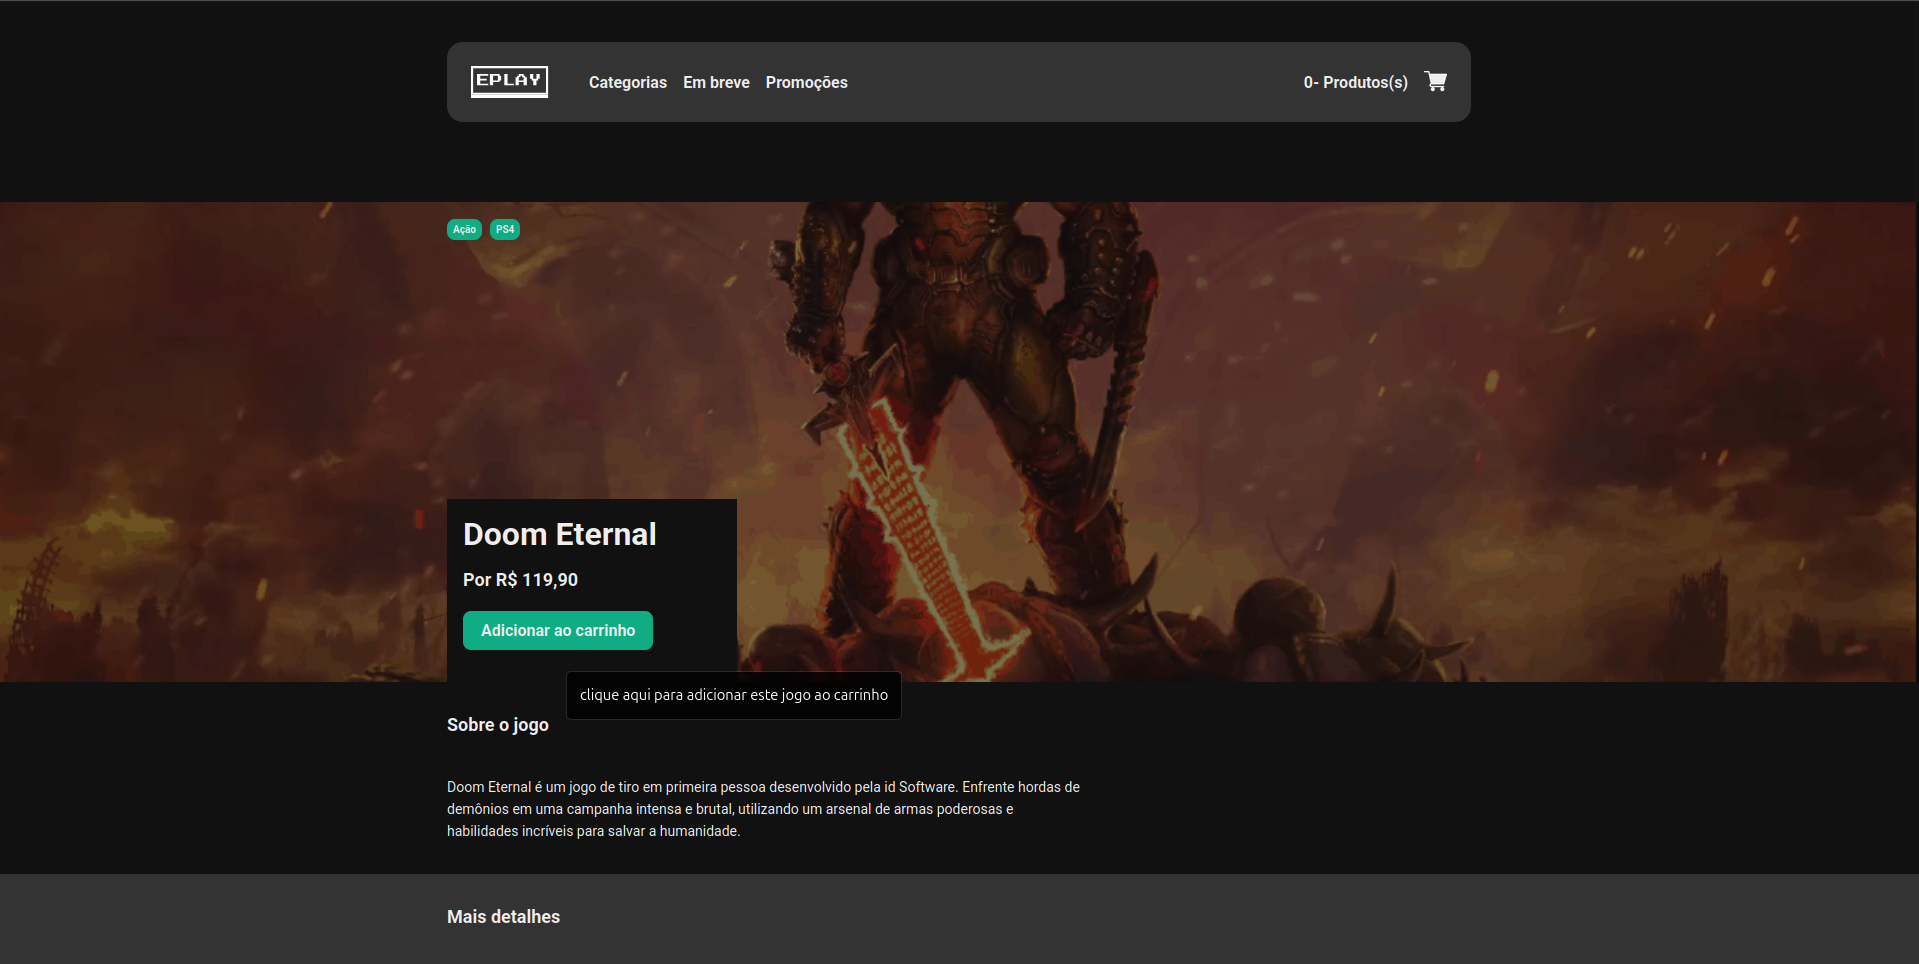 EPLAY
Categorias Em breve Promoções
0- Produtos(s)
Ação PS4
Doom Eternal
Por R$ 119,90
Adicionar ao carrinho
clique aqui para adicionar este jogo ao carrinho
Sobre o jogo
Doom Eternal é um jogo de tiro em primeira pessoa desenvolvido pela id Software. Enfrente hordas de
demônios em uma campanha intensa e brutal, utilizando um arsenal de armas poderosas e
habilidades incríveis para salvar a humanidade.
Mais detalhes